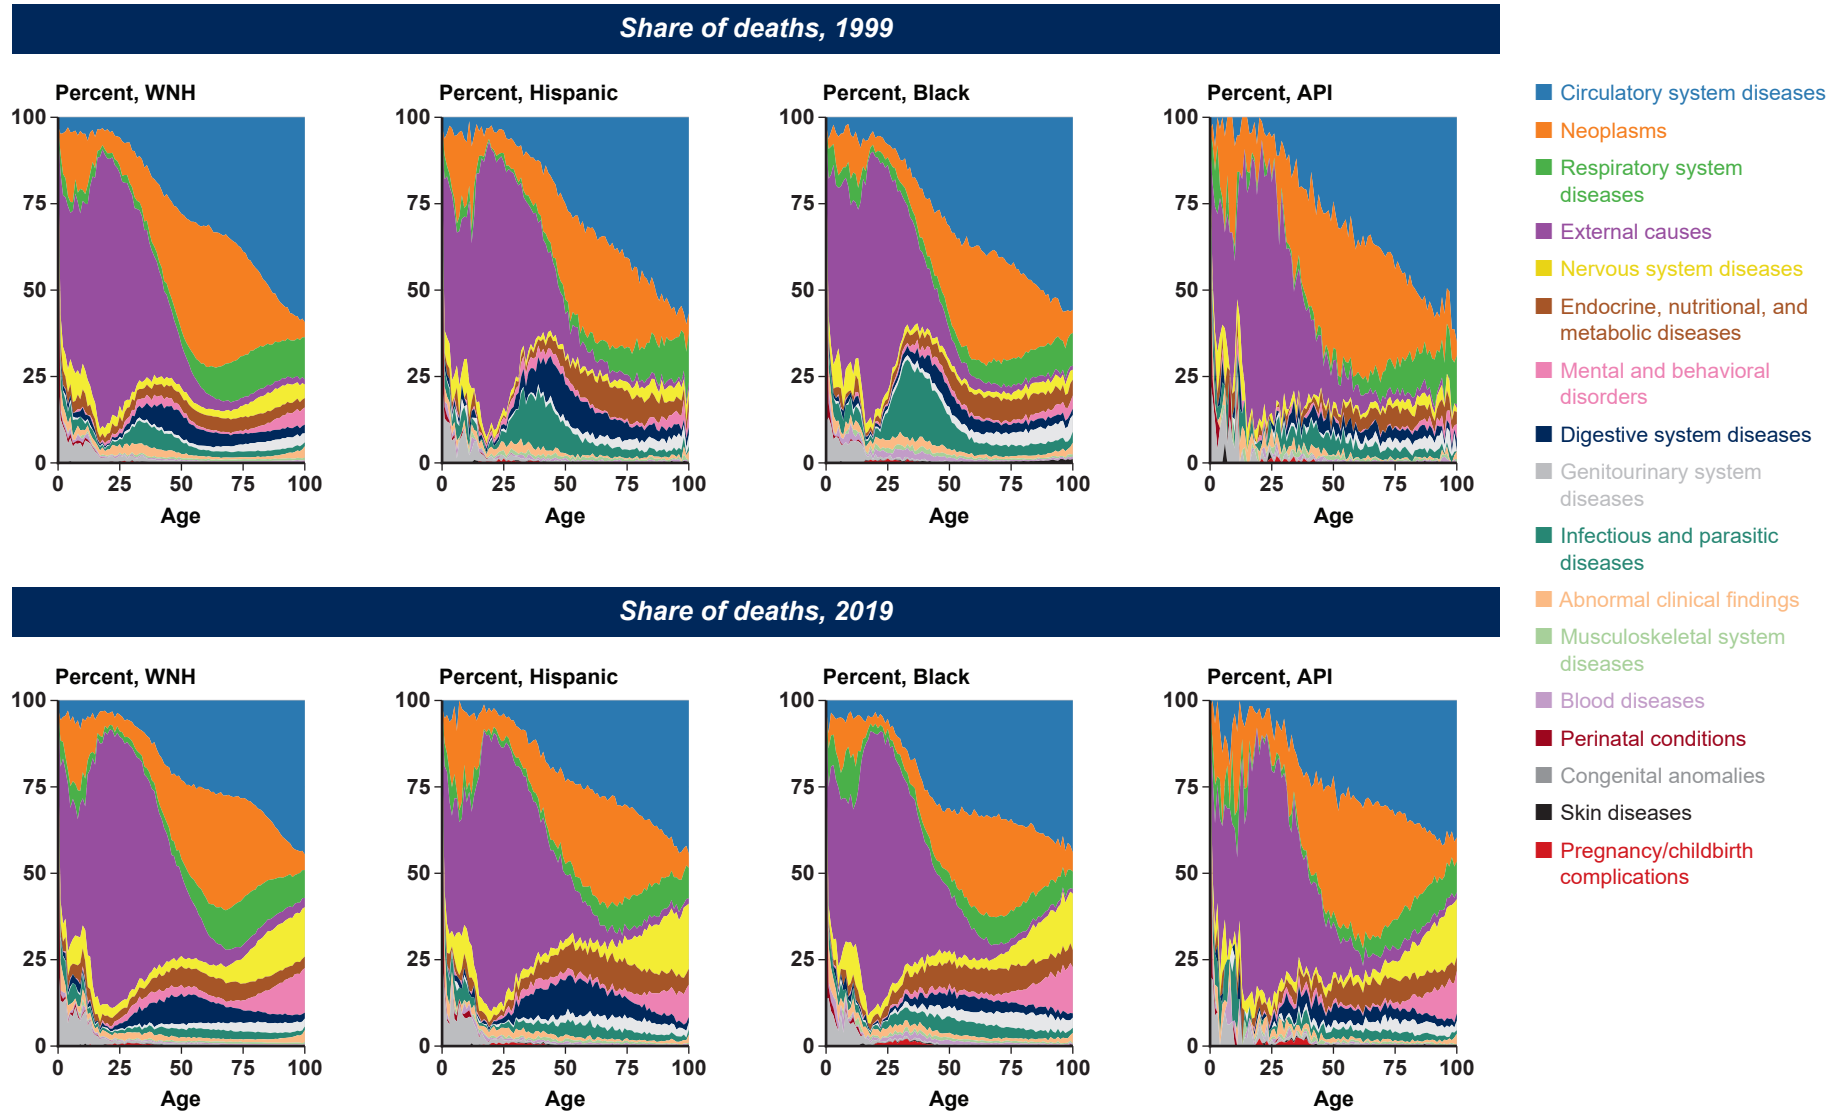 Share of deaths, 1999
Percent, WNH
Percent, Hispanic
Percent, Black
Percent, API
100
75
50
25
0
0 25 50 75 100
Age
100
75
50
25
0
0 25 50 75 100
Age
100
75
50
25
0
0 25 50 75 100
Age
100
75
50
25
0
0 25 50 75 100
Age
Share of deaths, 2019
Percent, WNH
Percent, Hispanic
Percent, Black
Percent, API
100
75
50
25
0
0 25 50 75 100
Age
100
75
50
25
0
0 25 50 75 100
Age
100
75
50
25
0
0 25 50 75 100
Age
100
75
50
25
0
0 25 50 75 100
Age
Circulatory system diseases
Neoplasms
Respiratory system
diseases
External causes
Nervous system diseases
Endocrine, nutritional, and
metabolic diseases
Mental and behavioral
disorders
Digestive system diseases
Genitourinary system
diseases
Infectious and parasitic
diseases
Abnormal clinical findings
Musculoskeletal system
diseases
Blood diseases
Perinatal conditions
Congenital anomalies
Skin diseases
Pregnancy/childbirth
complications